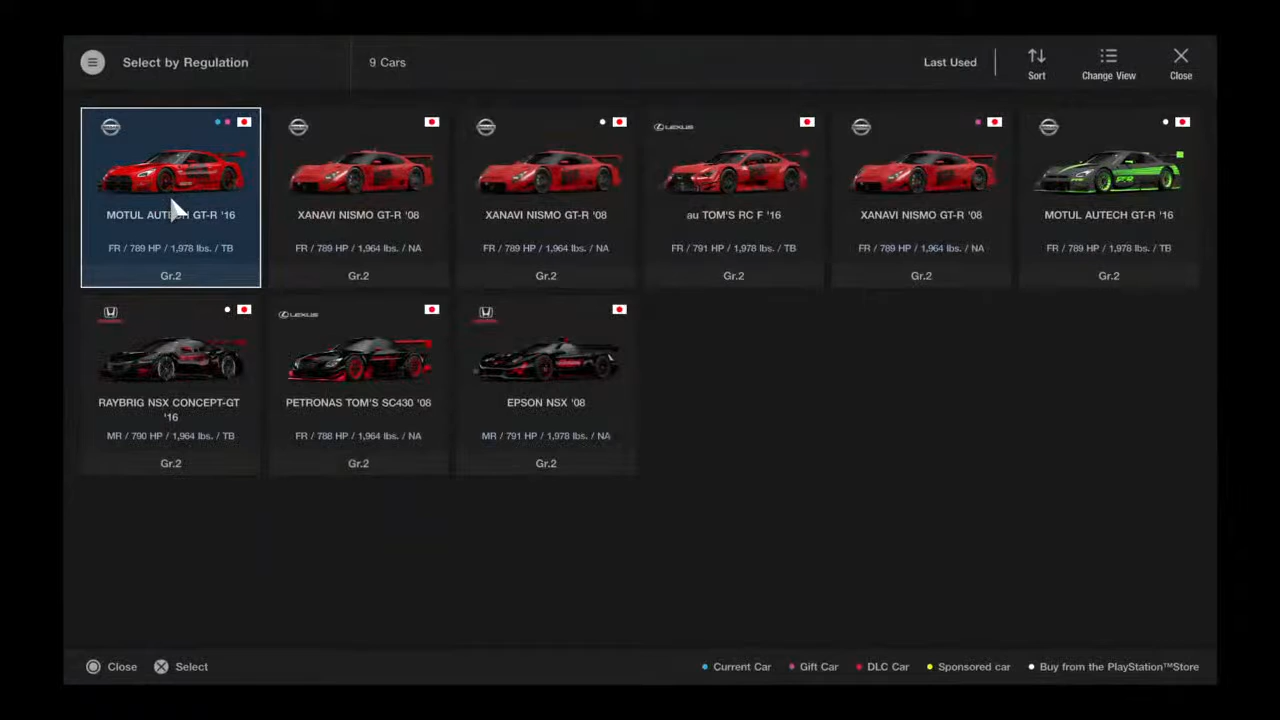 Select by Regulation
9 Cars
Last Used
Sort
Change View
Close
MOTUL AUTECH GT-R '16
FR / 789 HP / 1,978 lbs. / TB
Gr.2
XANAVI NISMO GT-R '08
FR / 789 HP / 1,964 lbs. / NA
Gr.2
XANAVI NISMO GT-R '08
FR / 789 HP / 1,964 lbs. / NA
Gr.2
LEXUS
au TOM'S RC F '16
FR / 791 HP / 1,978 lbs. / TB
Gr.2
XANAVI NISMO GT-R '08
FR / 789 HP / 1,964 lbs. / NA
Gr.2
MOTUL AUTECH GT-R '16
FR / 789 HP / 1,978 lbs. / TB
Gr.2
RAYBRIG NSX CONCEPT-GT
'16
MR / 790 HP / 1,964 lbs. / TB
Gr.2
LEXUS
PETRONAS TOM'S SC430 '08
FR / 788 HP / 1,964 lbs. / NA
Gr.2
EPSON NSX '08
MR / 791 HP / 1,978 lbs. / NA
Gr.2
Close
Select
Current Car
Gift Car
DLC Car
Sponsored car
Buy from the PlayStation™Store